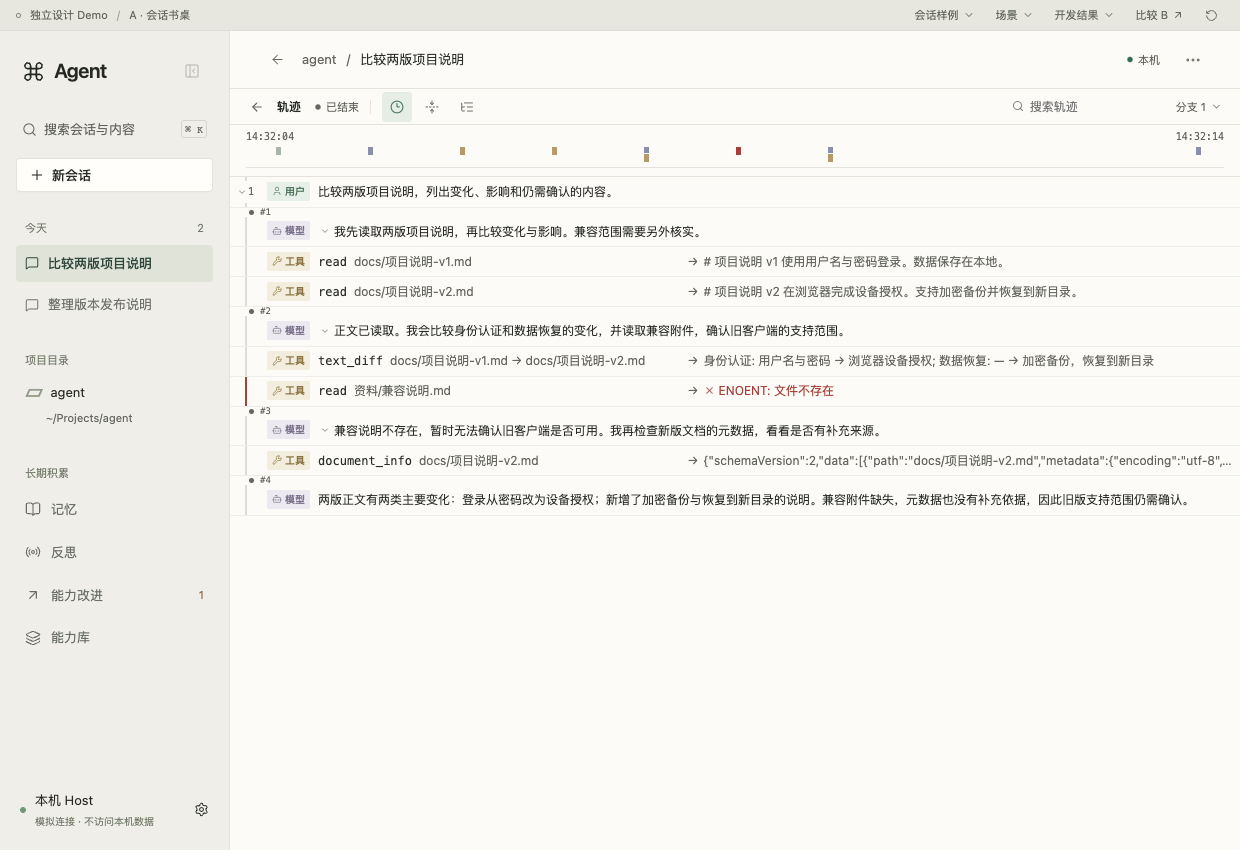 独立设计 Demo / A · 会话书桌
会话样例 场景 开发结果 比较 B
Agent
搜索会话与内容 ⌘ K
新会话
今天 2
比较两版项目说明
整理版本发布说明
项目目录
agent
~/Projects/agent
长期积累
记忆
反思
能力改进 1
能力库
本机 Host
模拟连接 · 不访问本机数据
agent / 比较两版项目说明
本机
轨迹 已结束
搜索轨迹 分支 1
14:32:04 14:32:14
1 用户 比较两版项目说明，列出变化、影响和仍需确认的内容。
#1
模型 我先读取两版项目说明，再比较变化与影响。兼容范围需要另外核实。
工具 read docs/项目说明-v1.md → # 项目说明 v1 使用用户名与密码登录。数据保存在本地。
工具 read docs/项目说明-v2.md → # 项目说明 v2 在浏览器完成设备授权。支持加密备份并恢复到新目录。
#2
模型 正文已读取。我会比较身份认证和数据恢复的变化，并读取兼容附件，确认旧客户端的支持范围。
工具 text_diff docs/项目说明-v1.md → docs/项目说明-v2.md → 身份认证: 用户名与密码 → 浏览器设备授权; 数据恢复: — → 加密备份，恢复到新目录
工具 read 资料/兼容说明.md → × ENOENT: 文件不存在
#3
模型 兼容说明不存在，暂时无法确认旧客户端是否可用。我再检查新版文档的元数据，看看是否有补充来源。
工具 document_info docs/项目说明-v2.md → {"schemaVersion":2,"data":[{"path":"docs/项目说明-v2.md","metadata":{"encoding":"utf-8",...
#4
模型 两版正文有两类主要变化：登录从密码改为设备授权；新增了加密备份与恢复到新目录的说明。兼容附件缺失，元数据也没有补充依据，因此旧版支持范围仍需确认。